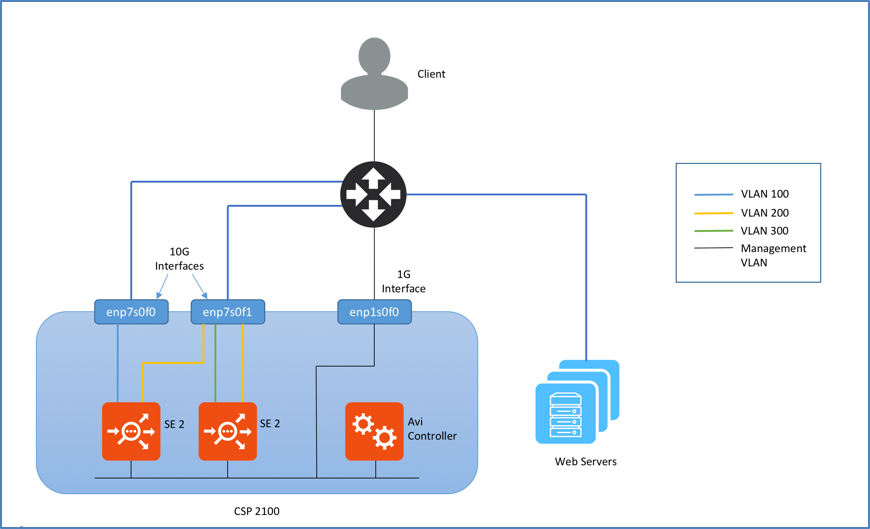 Client
VLAN 100
VLAN 200
VLAN 300
Management
VLAN
10G
Interfaces
1G
Interface
enp7s0f0
enp7s0f1
enp1s0f0
SE 2
SE 2
Avi
Controller
Web Servers
CSP 2100